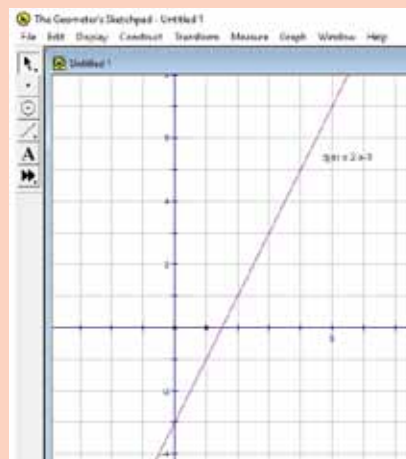 The Geometer's Sketchpad - Untitled 1
File Edit Display Construct Transform Measure Graph Window Help
Untitled 1
A
6
4
2
5
-2
-4